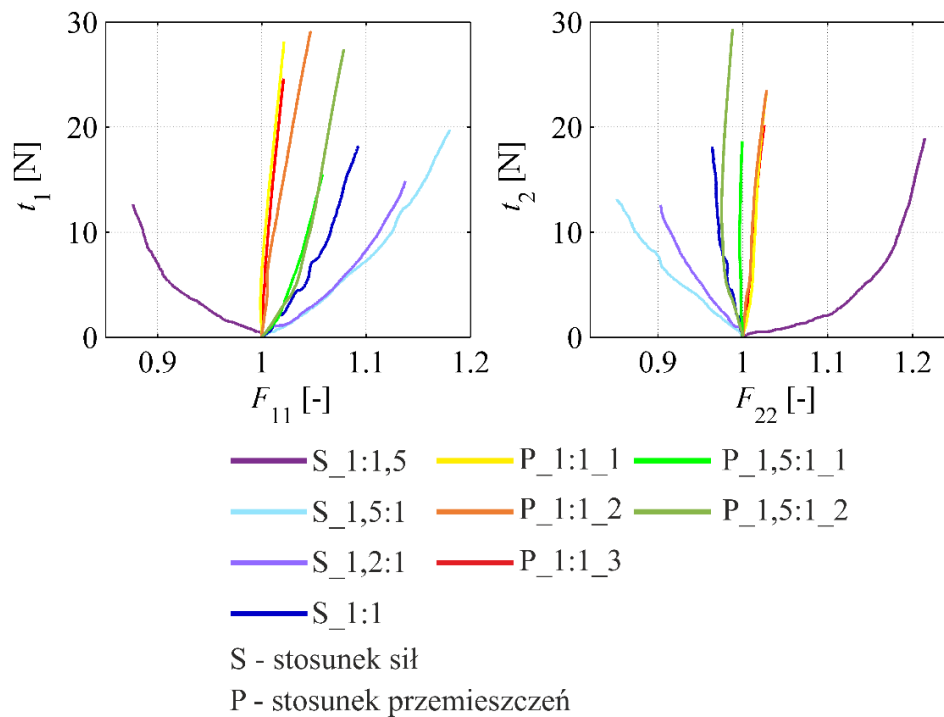 30
20
10
0
t₁ [N]
0.9 1 1.1 1.2
F₁₁ [-]
30
20
10
0
t₂ [N]
0.9 1 1.1 1.2
F₂₂ [-]
S_1:1,5 P_1:1_1 P_1,5:1_1
S_1,5:1 P_1:1_2 P_1,5:1_2
S_1,2:1 P_1:1_3
S_1:1
S - stosunek sił
P - stosunek przemieszczeń